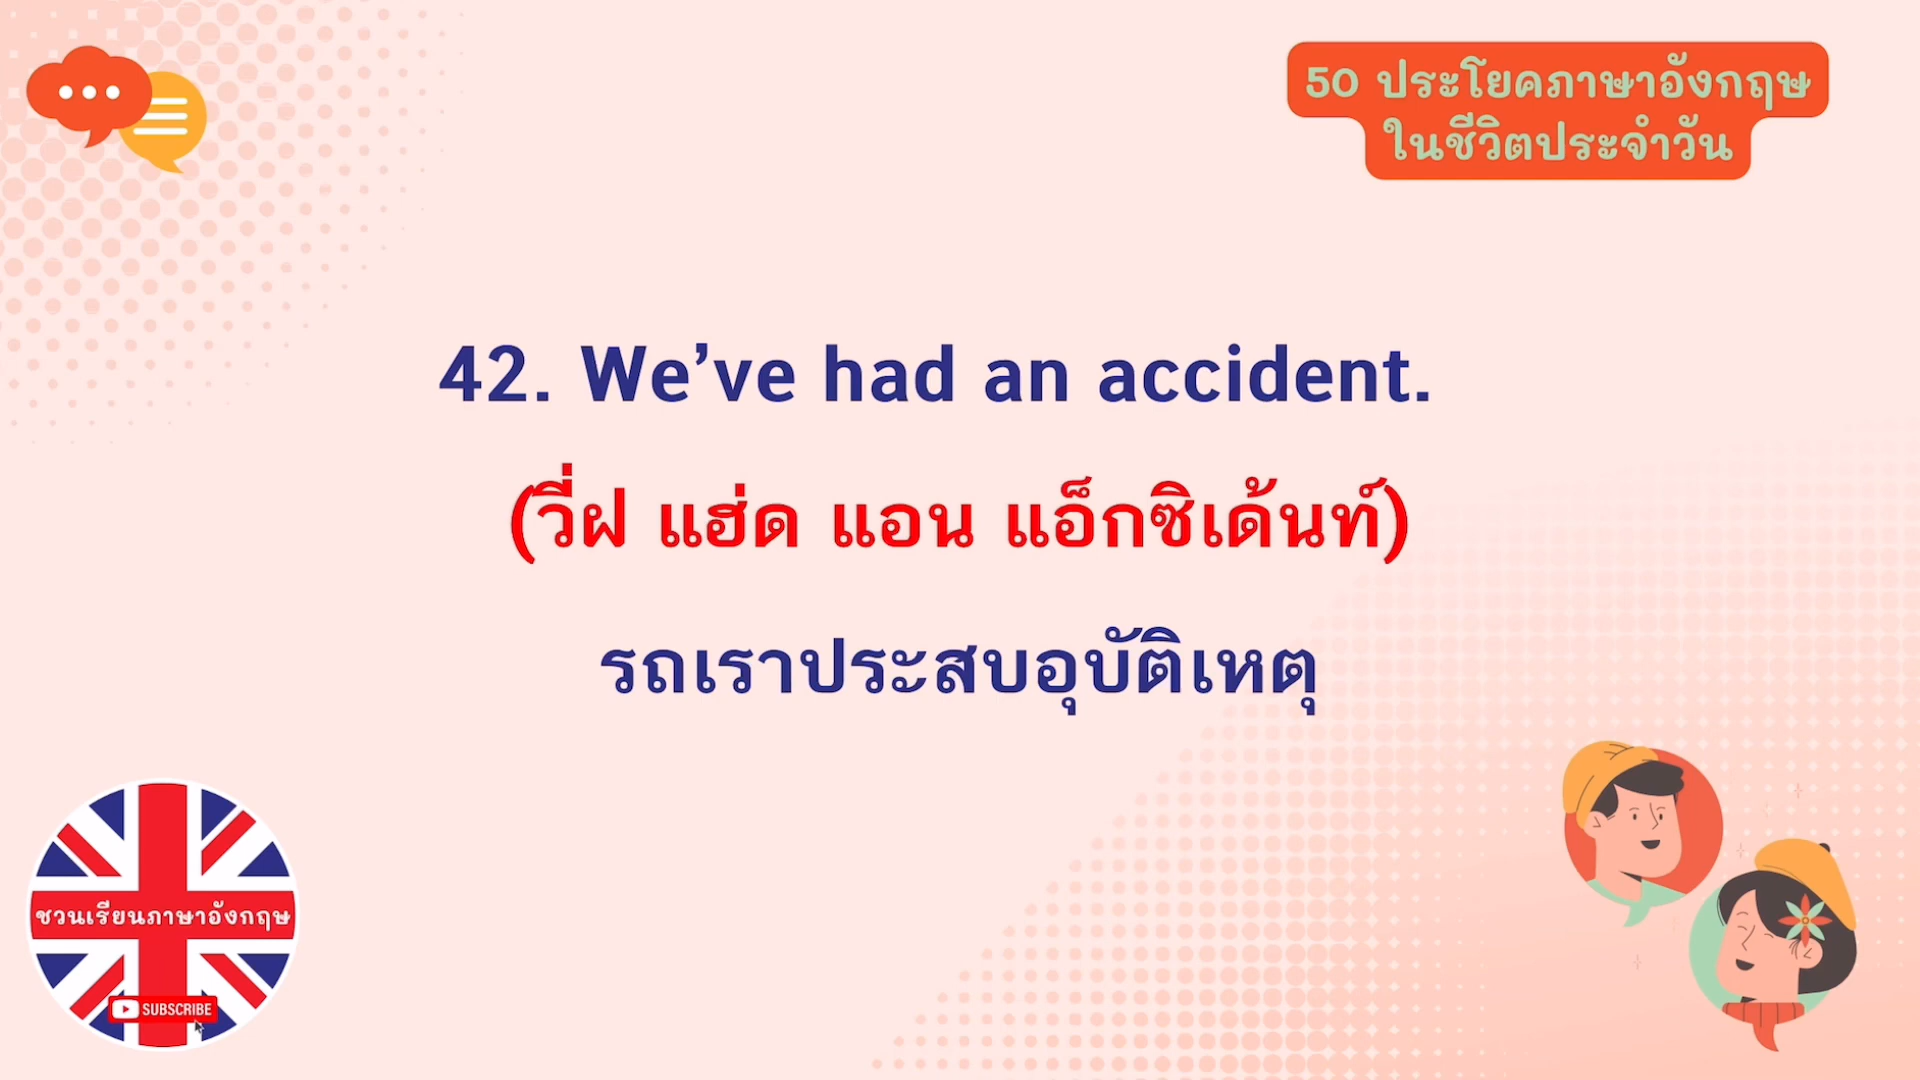 50 ประโยคภาษาอังกฤษ
ในชีวิตประจำวัน
42. We’ve had an accident.
(วี่ฝ แฮ่ด แอน แอ็กซิเด้นท์)
รถเราประสบอุบัติเหตุ
ชวนเรียนภาษาอังกฤษ
SUBSCRIBE